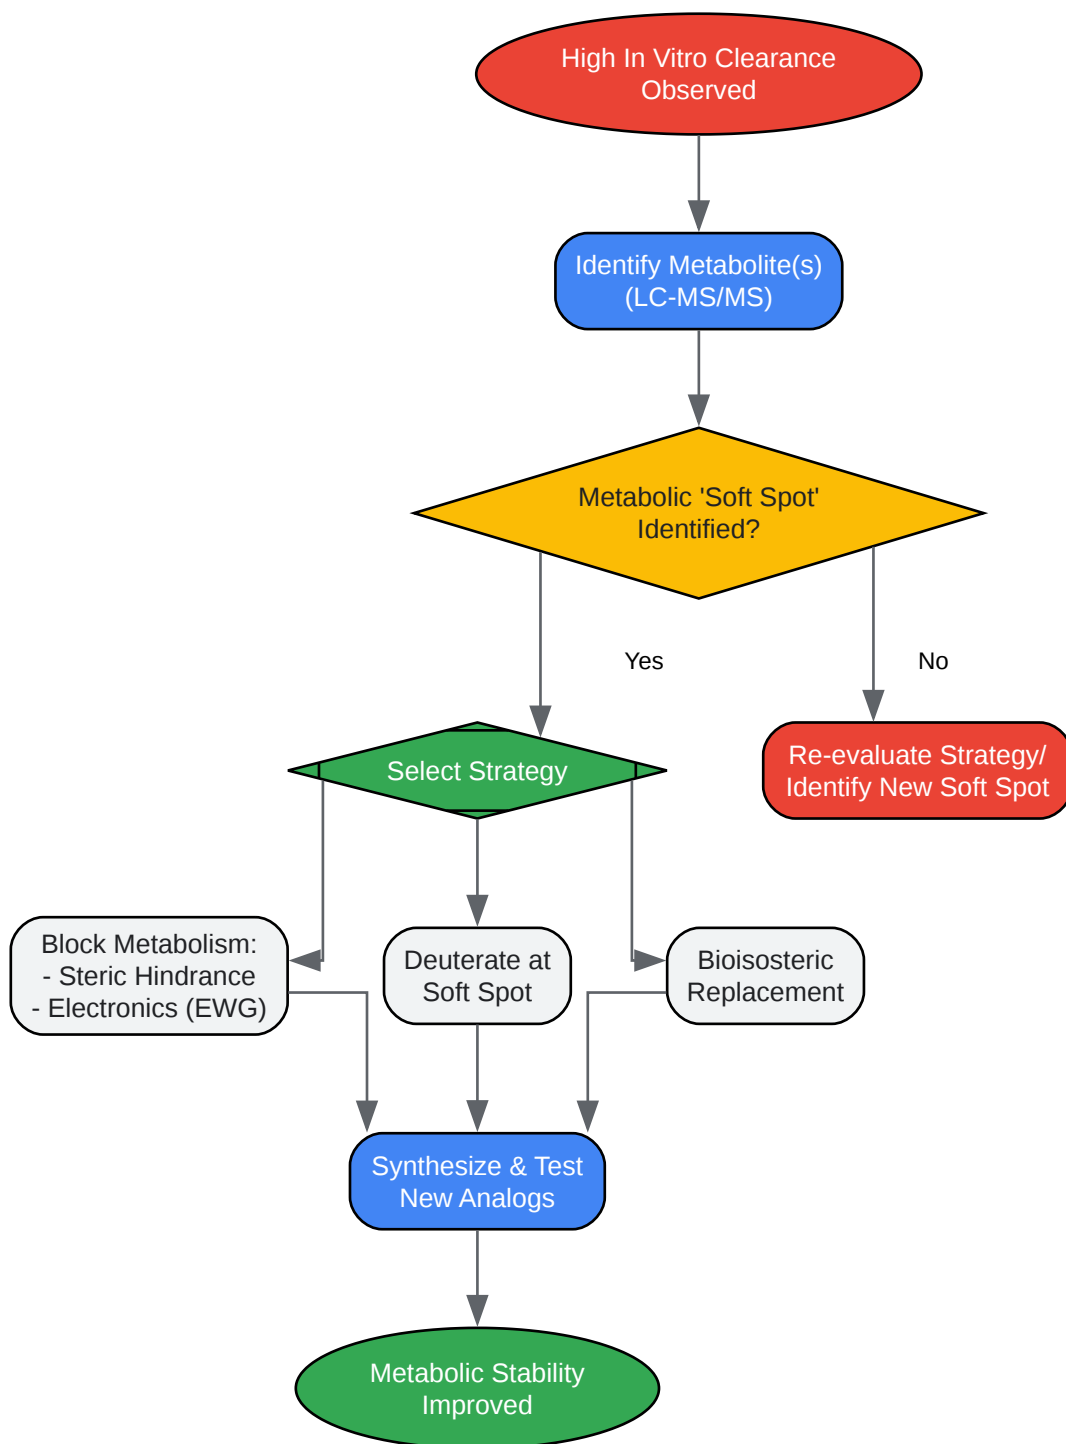 High In Vitro Clearance
Observed
Identify Metabolite(s)
(LC-MS/MS)
Metabolic 'Soft Spot'
Identified?
Yes
No
Select Strategy
Re-evaluate Strategy/
Identify New Soft Spot
Block Metabolism:
- Steric Hindrance
- Electronics (EWG)
Deuterate at
Soft Spot
Bioisosteric
Replacement
Synthesize & Test
New Analogs
Metabolic Stability
Improved